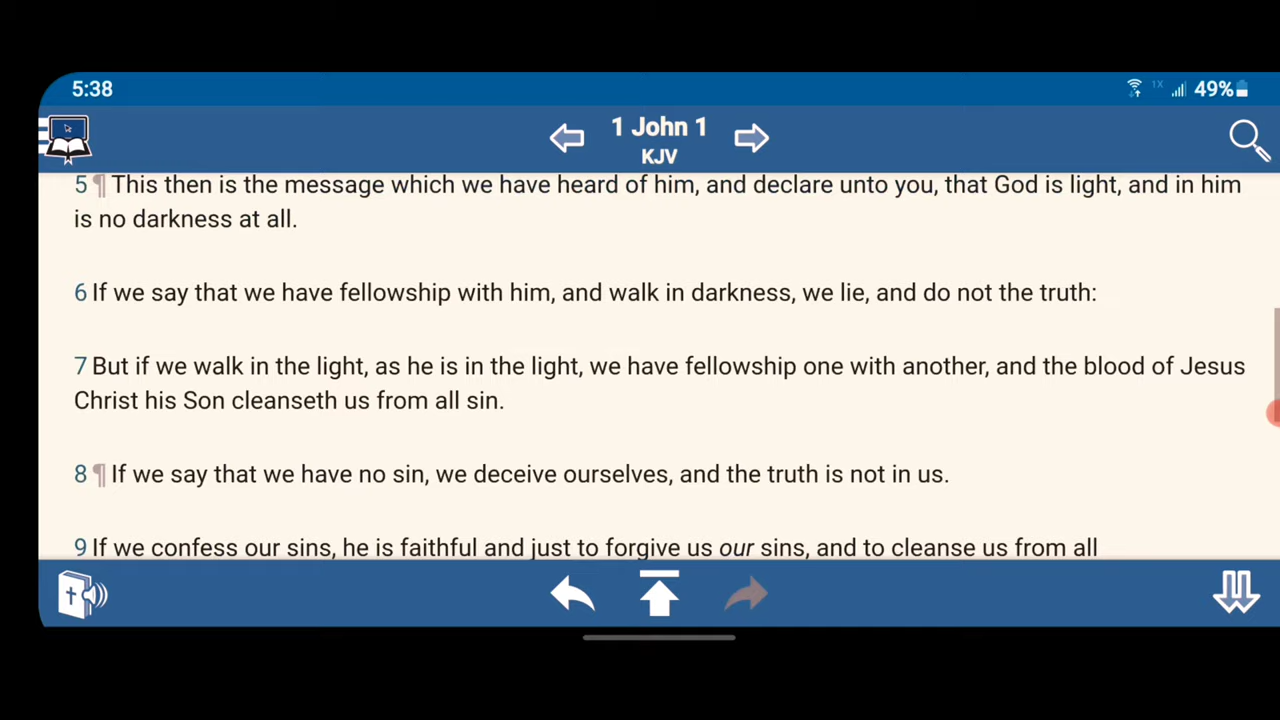 5:38
1X
49%
1 John 1
KJV
5 ¶ This then is the message which we have heard of him, and declare unto you, that God is light, and in him
is no darkness at all.
6 If we say that we have fellowship with him, and walk in darkness, we lie, and do not the truth:
7 But if we walk in the light, as he is in the light, we have fellowship one with another, and the blood of Jesus
Christ his Son cleanseth us from all sin.
8 ¶ If we say that we have no sin, we deceive ourselves, and the truth is not in us.
9 If we confess our sins, he is faithful and just to forgive us our sins, and to cleanse us from all